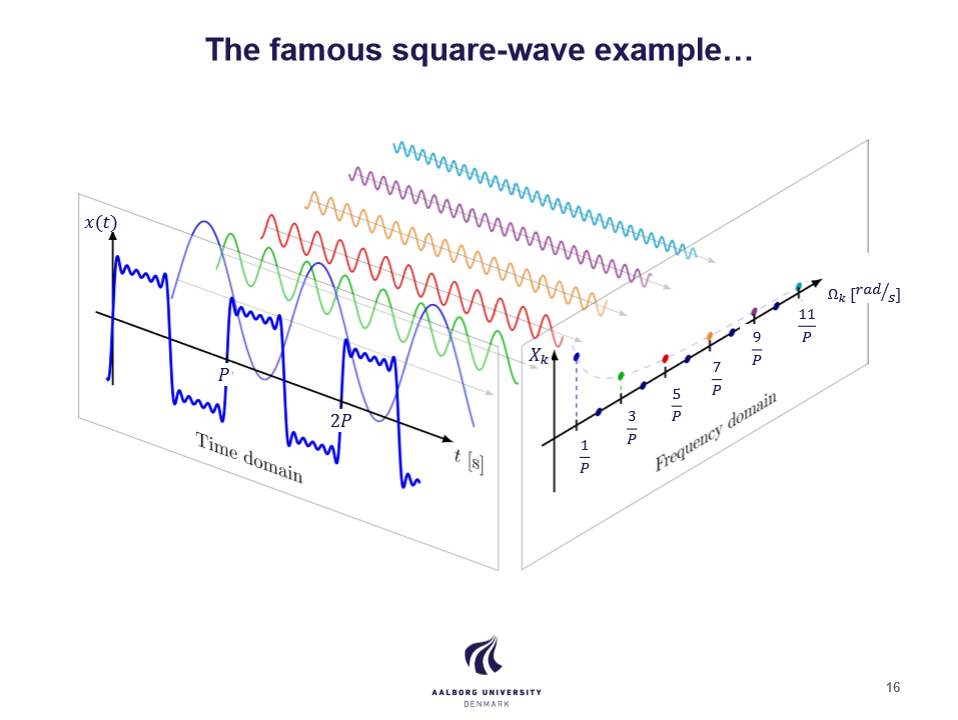 The famous square-wave example…
x(t)
P
2P
t [s]
Time domain
X_k
1/P
3/P
5/P
7/P
9/P
11/P
Ω_k [rad/s]
Frequency domain
AALBORG UNIVERSITY
DENMARK
16